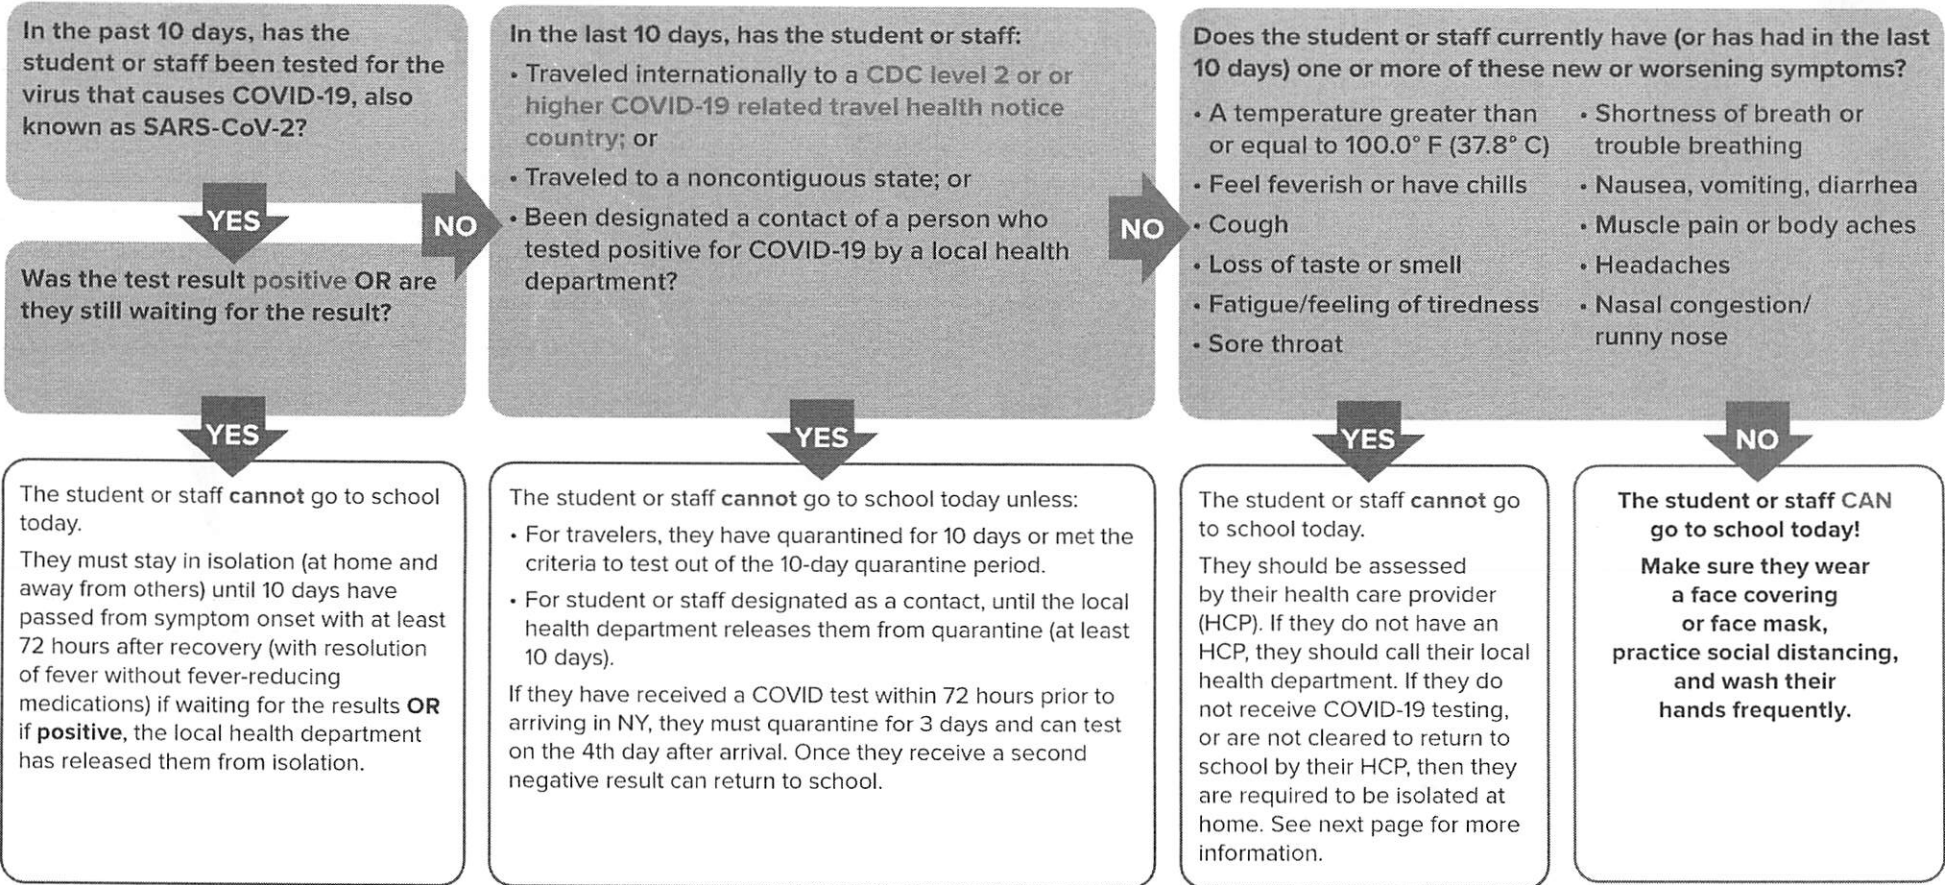 In the past 10 days, has the
student or staff been tested for the
virus that causes COVID-19, also
known as SARS-CoV-2?
YES
NO
Was the test result positive OR are
they still waiting for the result?
YES
The student or staff cannot go to school
today.
They must stay in isolation (at home and
away from others) until 10 days have
passed from symptom onset with at least
72 hours after recovery (with resolution
of fever without fever-reducing
medications) if waiting for the results OR
if positive, the local health department
has released them from isolation.
In the last 10 days, has the student or staff:
• Traveled internationally to a CDC level 2 or or
higher COVID-19 related travel health notice
country; or
• Traveled to a noncontiguous state; or
• Been designated a contact of a person who
tested positive for COVID-19 by a local health
department?
NO
YES
The student or staff cannot go to school today unless:
• For travelers, they have quarantined for 10 days or met the
criteria to test out of the 10-day quarantine period.
• For student or staff designated as a contact, until the local
health department releases them from quarantine (at least
10 days).
If they have received a COVID test within 72 hours prior to
arriving in NY, they must quarantine for 3 days and can test
on the 4th day after arrival. Once they receive a second
negative result can return to school.
Does the student or staff currently have (or has had in the last
10 days) one or more of these new or worsening symptoms?
• A temperature greater than
or equal to 100.0° F (37.8° C)
• Feel feverish or have chills
• Cough
• Loss of taste or smell
• Fatigue/feeling of tiredness
• Sore throat
• Shortness of breath or
trouble breathing
• Nausea, vomiting, diarrhea
• Muscle pain or body aches
• Headaches
• Nasal congestion/
runny nose
YES
The student or staff cannot go
to school today.
They should be assessed
by their health care provider
(HCP). If they do not have an
HCP, they should call their local
health department. If they do
not receive COVID-19 testing,
or are not cleared to return to
school by their HCP, then they
are required to be isolated at
home. See next page for more
information.
NO
The student or staff CAN
go to school today!
Make sure they wear
a face covering
or face mask,
practice social distancing,
and wash their
hands frequently.